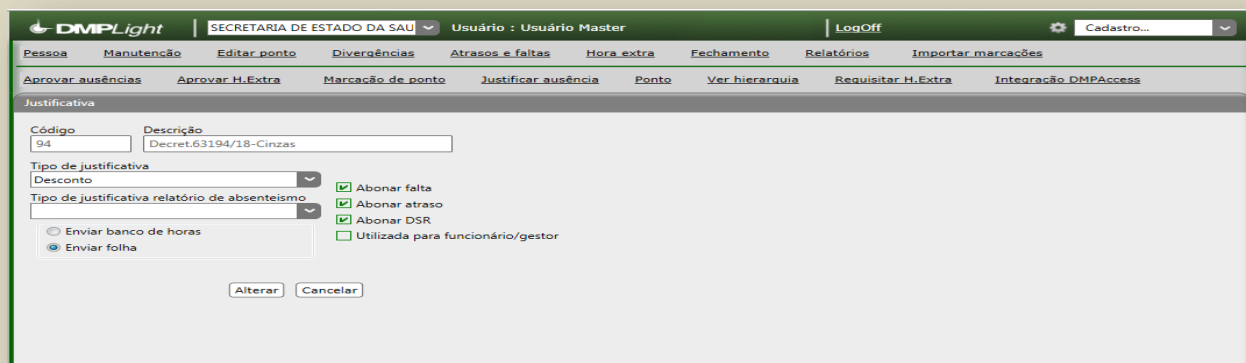 DMPLight SECRETARIA DE ESTADO DA SAU Usuário : Usuário Master LogOff Cadastro...
Pessoa Manutenção Editar ponto Divergências Atrasos e faltas Hora extra Fechamento Relatórios Importar marcações
Aprovar ausências Aprovar H.Extra Marcação de ponto Justificar ausência Ponto Ver hierarquia Requisitar H.Extra Integração DMPAccess
Justificativa
Código Descrição
94 Decret.63194/18-Cinzas
Tipo de justificativa
Desconto
Tipo de justificativa relatório de absenteismo
Enviar banco de horas
Enviar folha
Abonar falta
Abonar atraso
Abonar DSR
Utilizada para funcionário/gestor
Alterar Cancelar